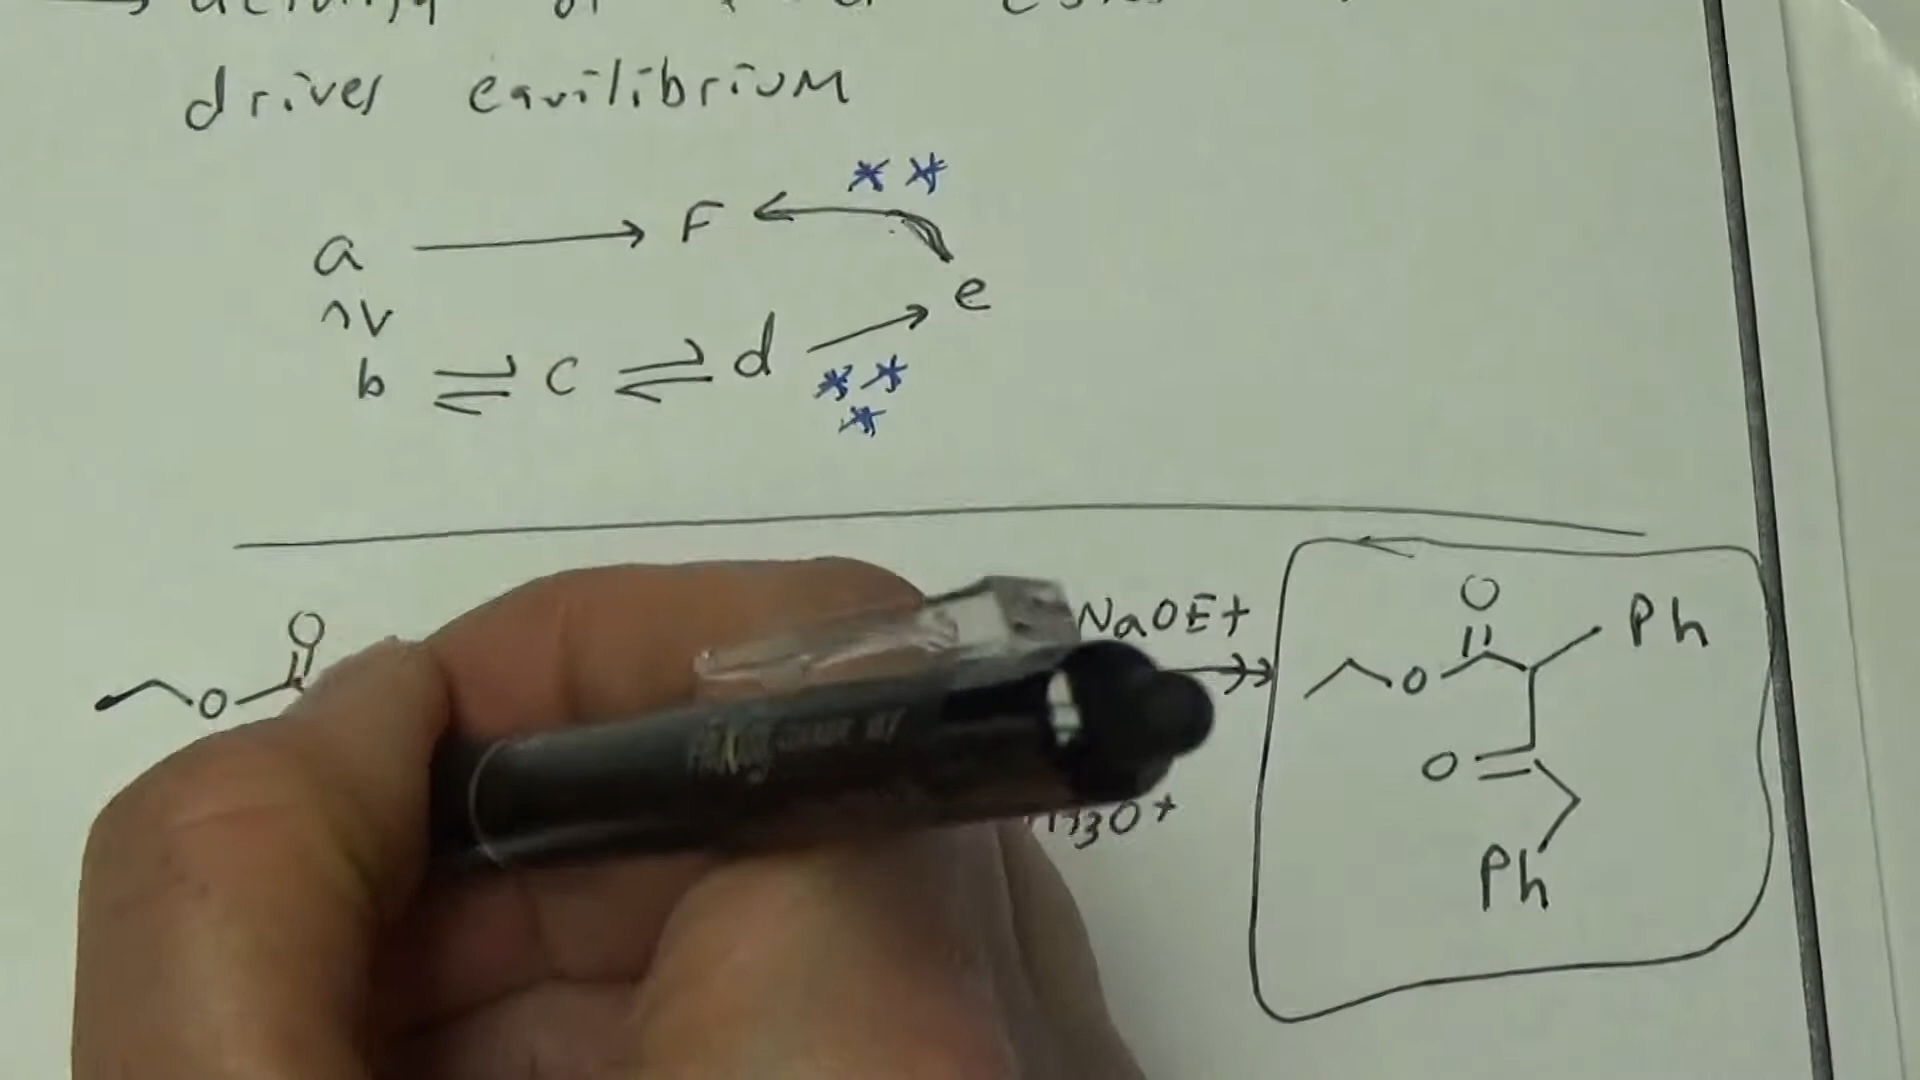 drives equilibrium
** 
a → F ←
e
∿
b ⇌ c ⇌ d →
***
NaOEt
H3O+
O
O
O
Ph
O
O
Ph